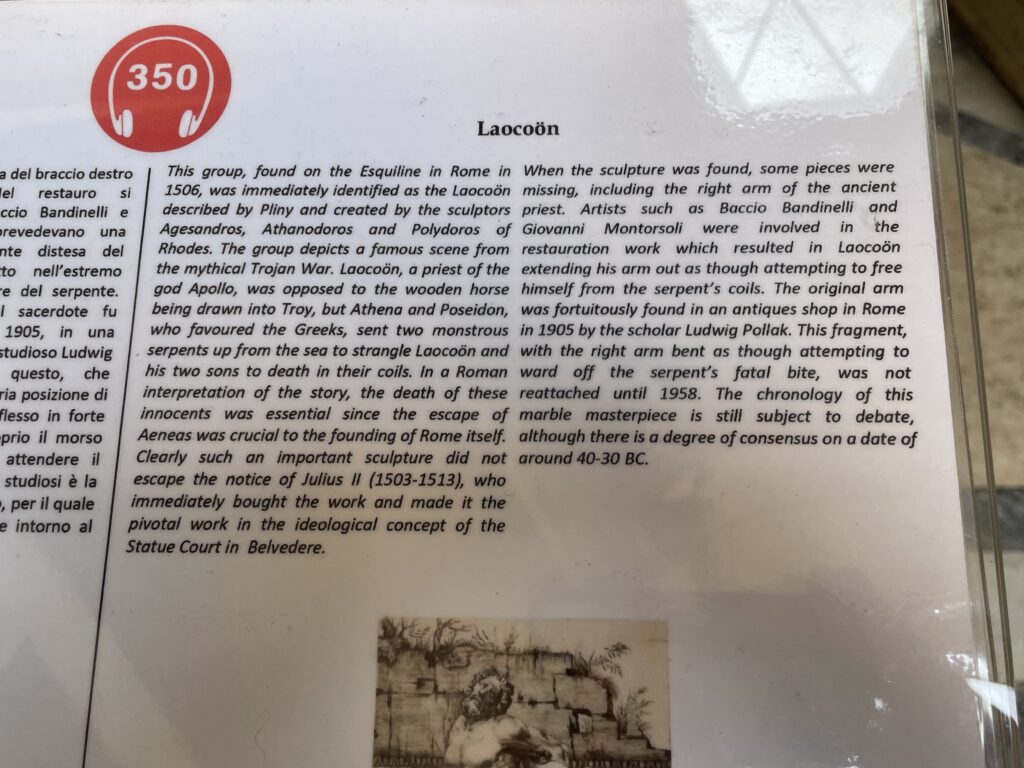 350
Laocoön
a del braccio destro
del restauro si
accio Bandinelli e
prevedevano una
nte distesa del
tto nell'estremo
re del serpente.
l sacerdote fu
1905, in una
studioso Ludwig
questo, che
ria posizione di
flesso in forte
oprio il morso
attendere il
studiosi è la
o, per il quale
e intorno al
This group, found on the Esquiline in Rome in
1506, was immediately identified as the Laocoön
described by Pliny and created by the sculptors
Agesandros, Athanodoros and Polydoros of
Rhodes. The group depicts a famous scene from
the mythical Trojan War. Laocoön, a priest of the
god Apollo, was opposed to the wooden horse
being drawn into Troy, but Athena and Poseidon,
who favoured the Greeks, sent two monstrous
serpents up from the sea to strangle Laocoön and
his two sons to death in their coils. In a Roman
interpretation of the story, the death of these
innocents was essential since the escape of
Aeneas was crucial to the founding of Rome itself.
Clearly such an important sculpture did not
escape the notice of Julius II (1503-1513), who
immediately bought the work and made it the
pivotal work in the ideological concept of the
Statue Court in Belvedere.
When the sculpture was found, some pieces were
missing, including the right arm of the ancient
priest. Artists such as Baccio Bandinelli and
Giovanni Montorsoli were involved in the
restauration work which resulted in Laocoön
extending his arm out as though attempting to free
himself from the serpent's coils. The original arm
was fortuitously found in an antiques shop in Rome
in 1905 by the scholar Ludwig Pollak. This fragment,
with the right arm bent as though attempting to
ward off the serpent's fatal bite, was not
reattached until 1958. The chronology of this
marble masterpiece is still subject to debate,
although there is a degree of consensus on a date of
around 40-30 BC.